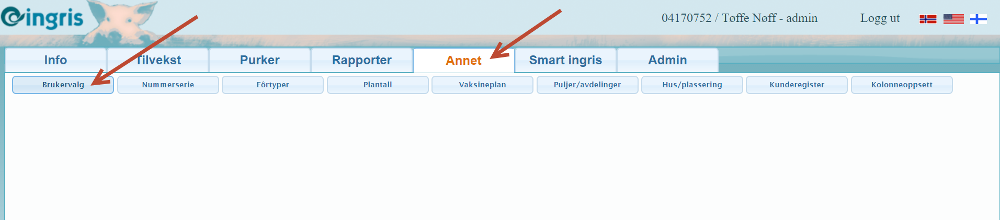 ingris
04170752 / Tøffe Nøff - admin Logg ut
Info Tilvekst Purker Rapporter Annet Smart ingris Admin
Brukervalg Nummerserie Fôrtyper Plantall Vaksineplan Puljer/avdelinger Hus/plassering Kunderegister Kolonneoppsett